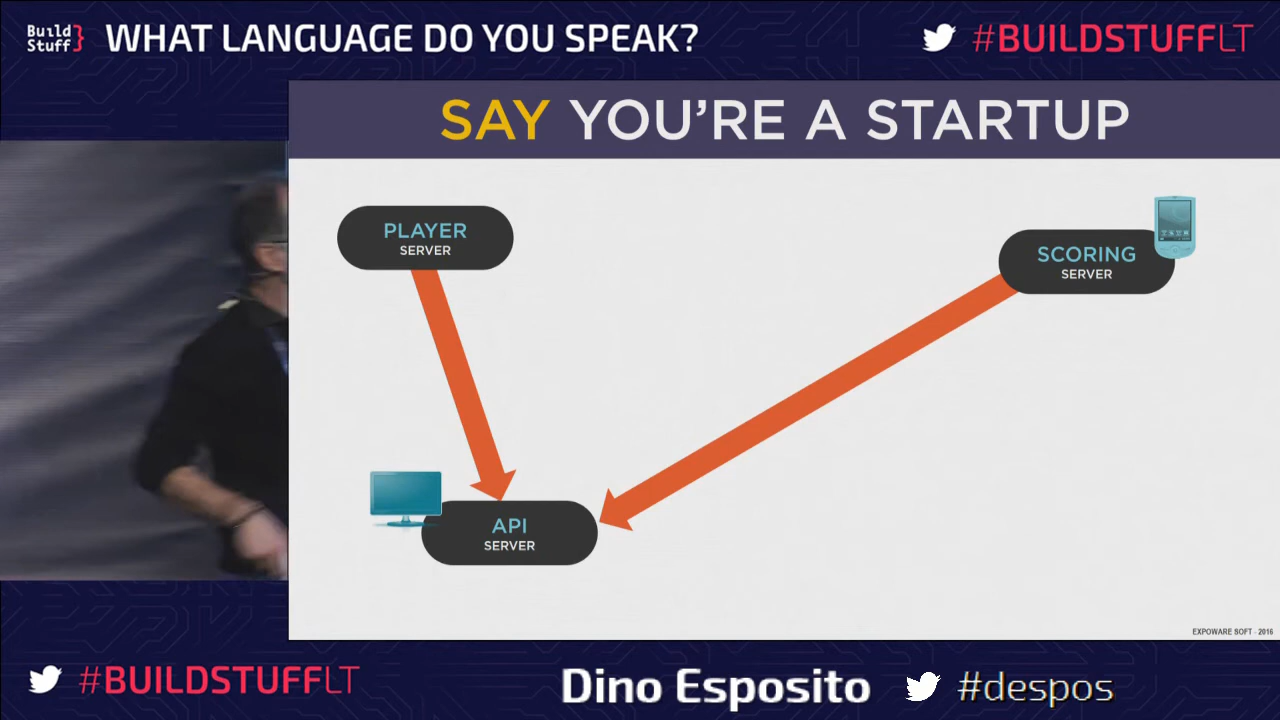 Build
Stuff}
WHAT LANGUAGE DO YOU SPEAK?
#BUILDSTUFFLT
SAY YOU'RE A STARTUP
PLAYER
SERVER
SCORING
SERVER
API
SERVER
EXPOWARE SOFT - 2016
#BUILDSTUFFLT
Dino Esposito
#despos